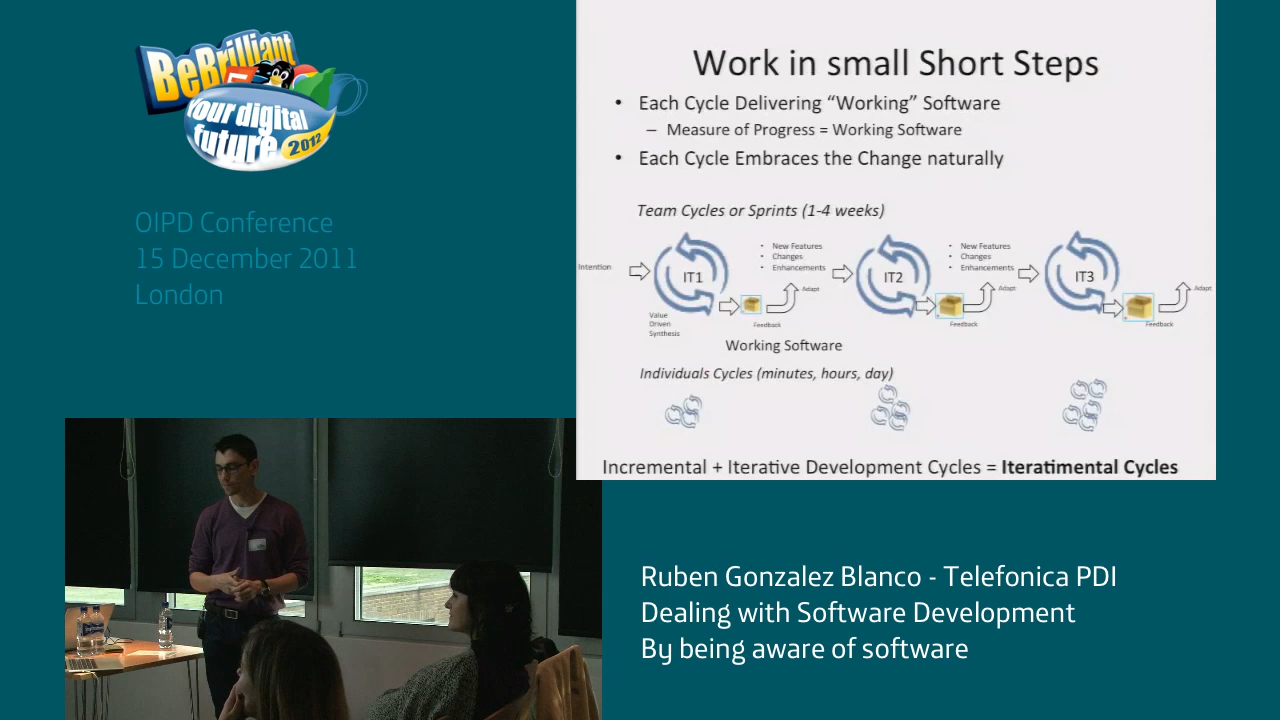 BeBrilliant
your digital
future
2012
OIPD Conference
15 December 2011
London
Work in small Short Steps
• Each Cycle Delivering “Working” Software
– Measure of Progress = Working Software
• Each Cycle Embraces the Change naturally
Team Cycles or Sprints (1-4 weeks)
Intention
IT1
• New Features
• Changes
• Enhancements
IT2
• New Features
• Changes
• Enhancements
IT3
Adapt
Adapt
Adapt
Value
Driven
Synthesis
Feedback
Feedback
Feedback
Working Software
Individuals Cycles (minutes, hours, day)
Incremental + Iterative Development Cycles = Iteratimental Cycles
Ruben Gonzalez Blanco - Telefonica PDI
Dealing with Software Development
By being aware of software